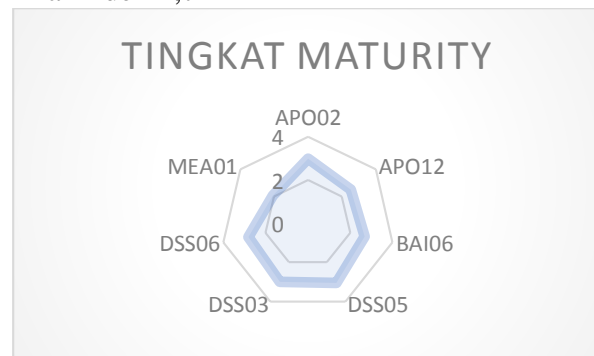 TINGKAT MATURITY
APO02
4
MEA01
APO12
2
0
DSS06
BAI06
DSS03
DSS05